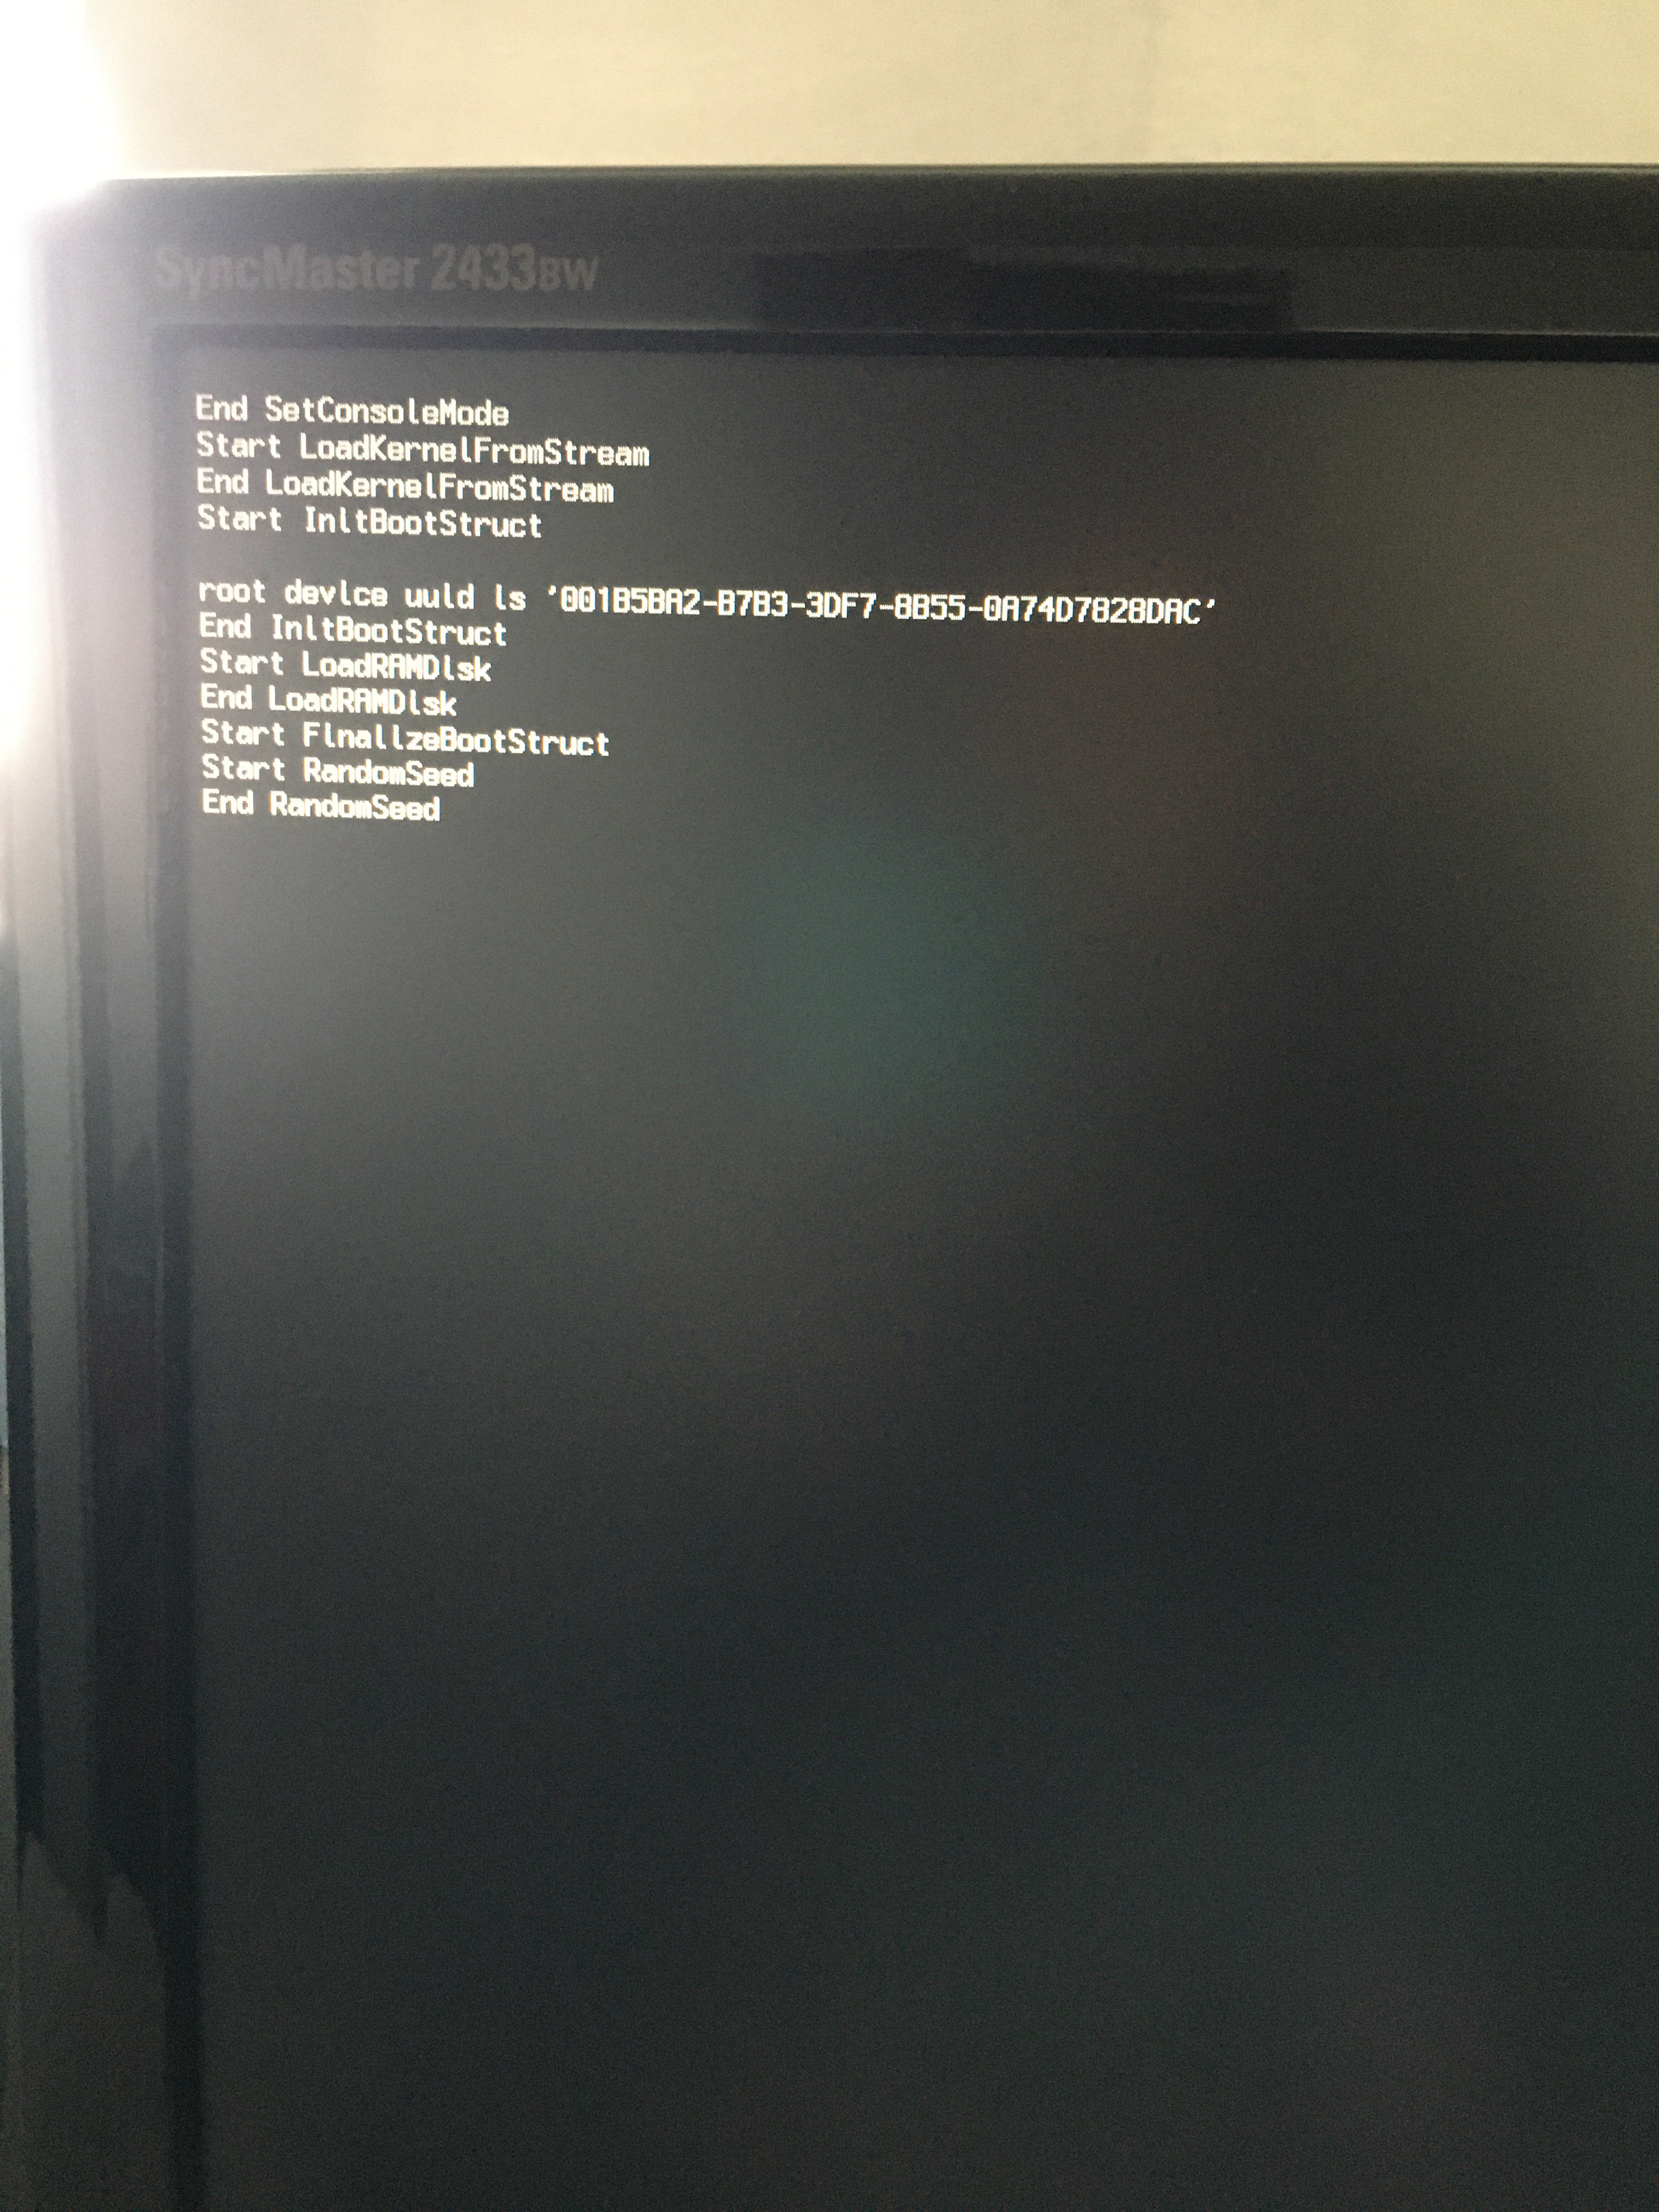 SyncMaster 2433BW
End SetConsoleMode
Start LoadKernelFromStream
End LoadKernelFromStream
Start InitBootStruct
root device uuid is '001B5BA2-B7B3-3DF7-8B55-0A74D7828DAC'
End InitBootStruct
Start LoadRAMDisk
End LoadRAMDisk
Start FinalizeBootStruct
Start RandomSeed
End RandomSeed